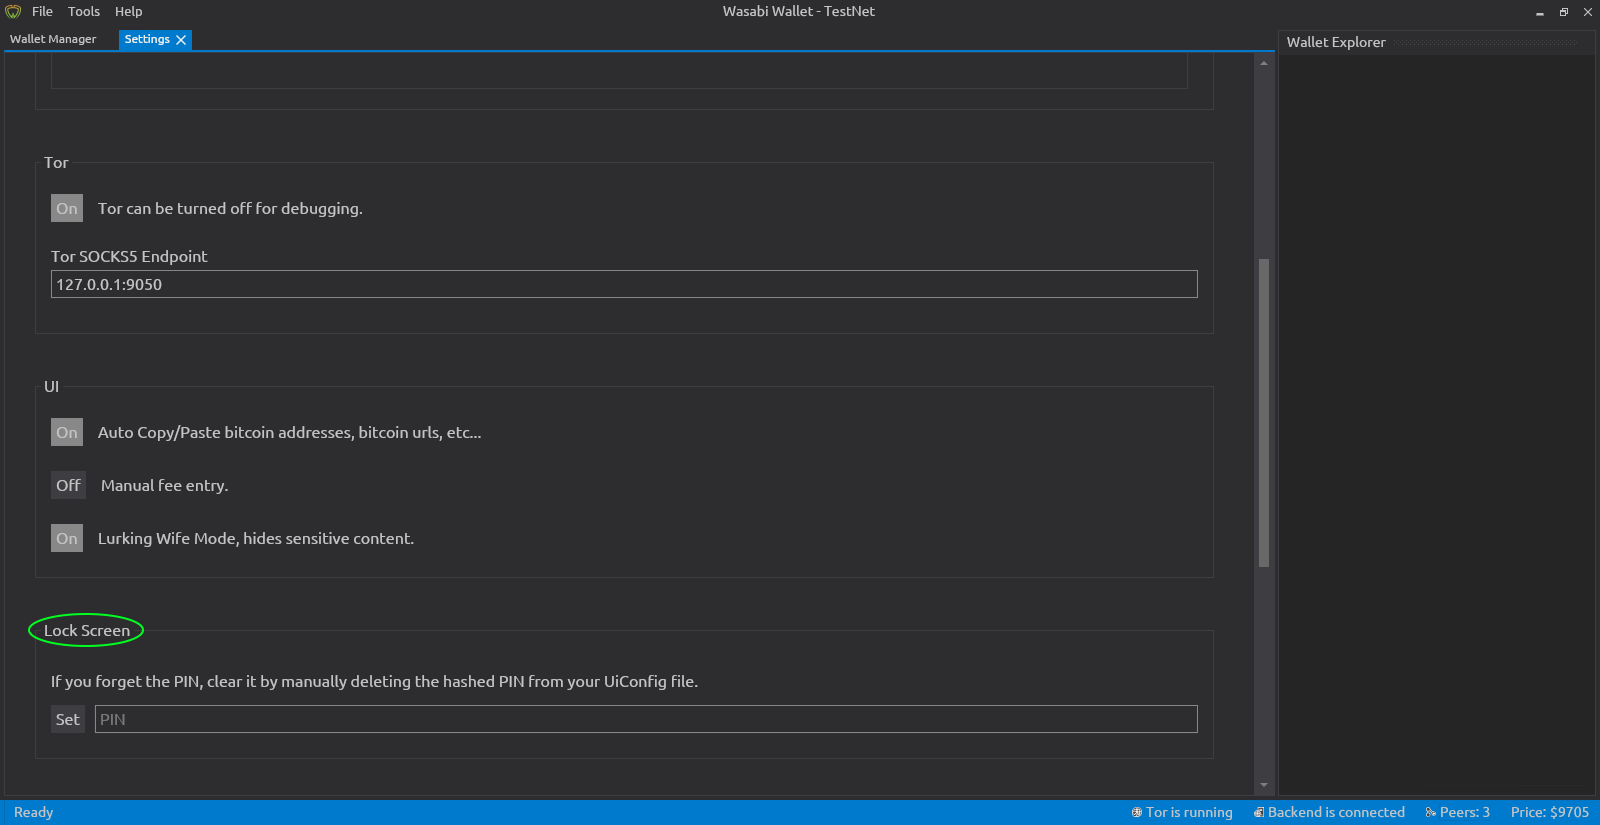 File Tools Help
Wasabi Wallet - TestNet
Wallet Manager
Settings
Wallet Explorer
Tor
On Tor can be turned off for debugging.
Tor SOCKS5 Endpoint
127.0.0.1:9050
UI
On Auto Copy/Paste bitcoin addresses, bitcoin urls, etc...
Off Manual fee entry.
On Lurking Wife Mode, hides sensitive content.
Lock Screen
If you forget the PIN, clear it by manually deleting the hashed PIN from your UiConfig file.
Set PIN
Ready
Tor is running
Backend is connected
Peers: 3
Price: $9705